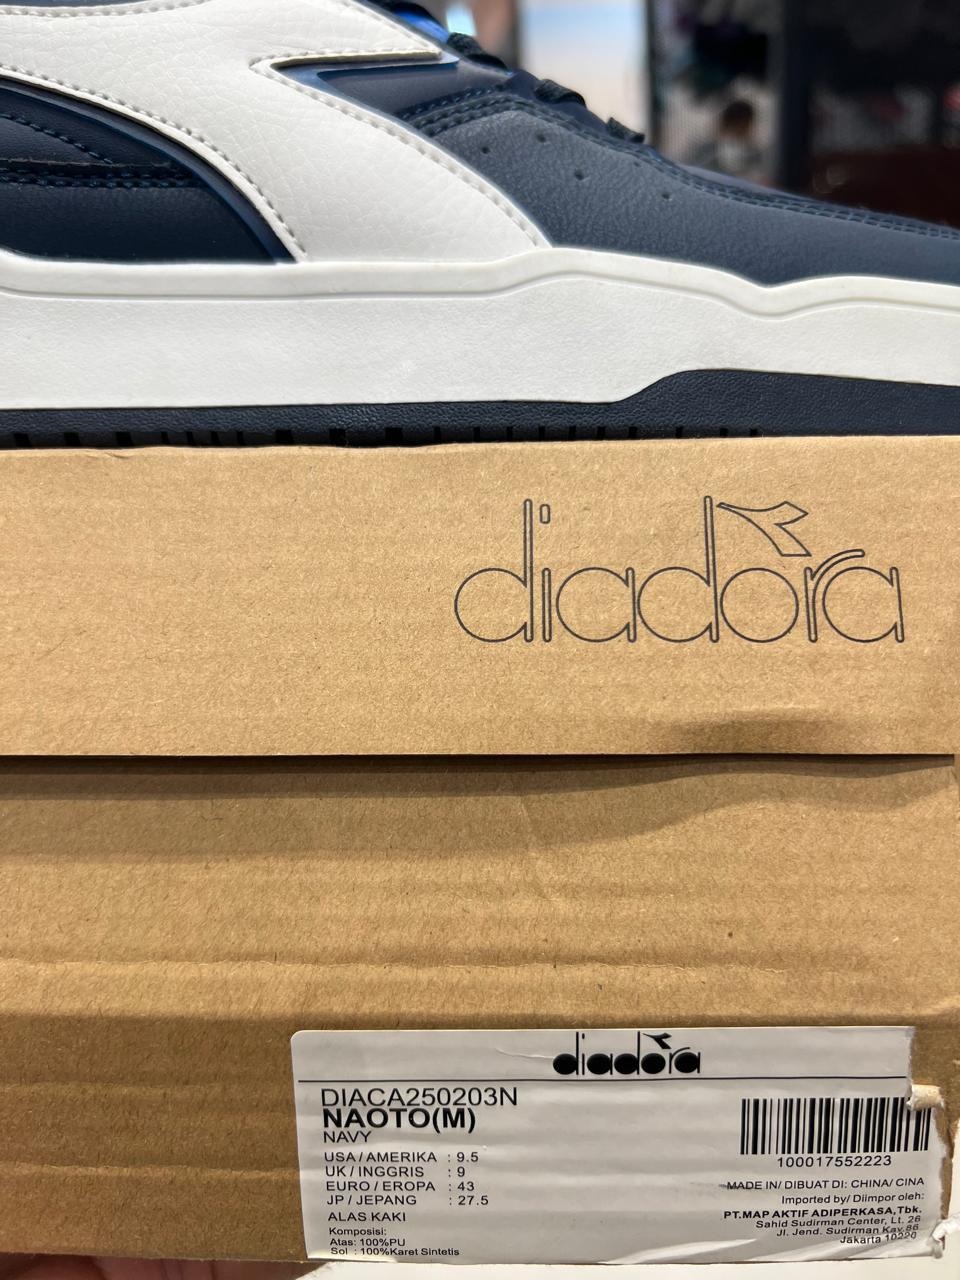 diadora
diadora
DIACA250203N
NAOTO(M)
NAVY
USA / AMERIKA : 9.5
UK / INGGRIS : 9
EURO / EROPA : 43
JP / JEPANG : 27.5
ALAS KAKI
Komposisi:
Atas: 100%PU
Sol : 100%Karet Sintetis
100017552223
MADE IN/ DIBUAT DI: CHINA/ CINA
Imported by/ Diimpor oleh:
PT.MAP AKTIF ADIPERKASA,Tbk.
Sahid Sudirman Center, Lt. 26
Jl. Jend. Sudirman Kav.86
Jakarta 10220